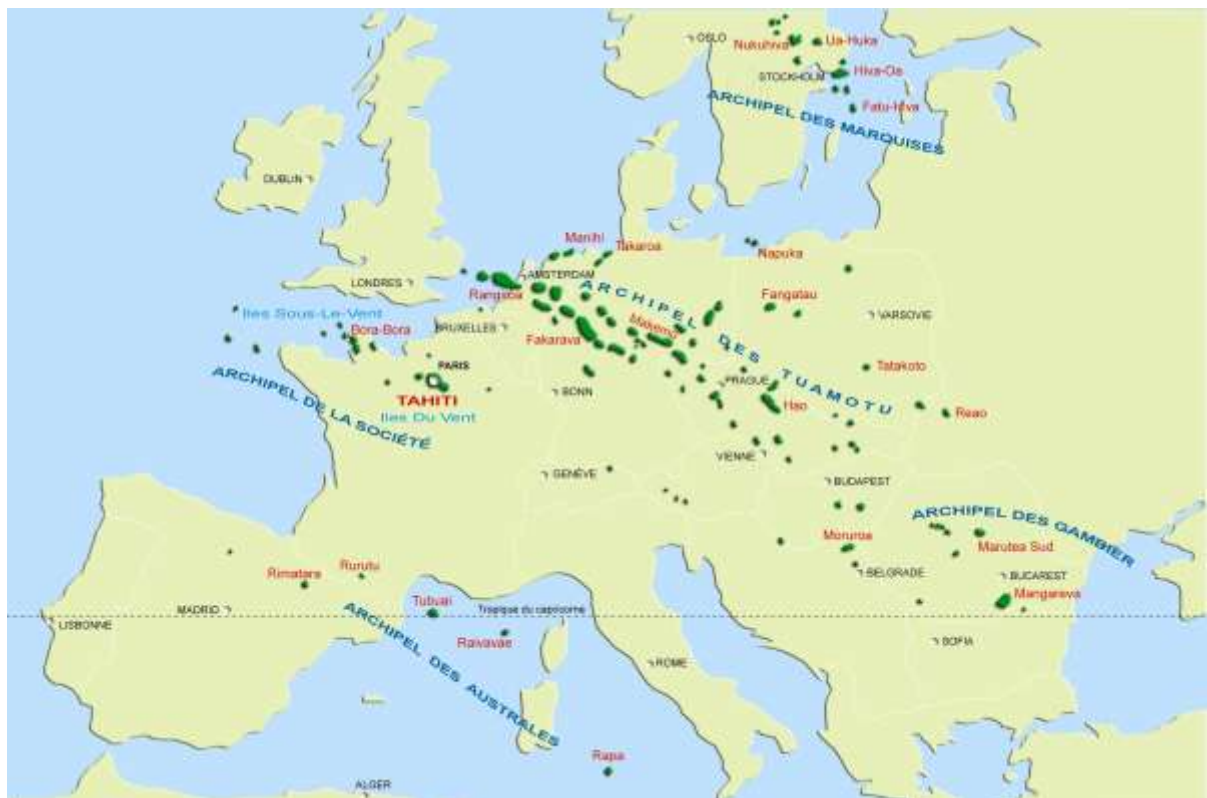 OSLO
Nukuhiva
Ua-Huka
STOCKHOLM
Hiva-Oa
Fatu-Hiva
ARCHIPEL DES MARQUISES
DUBLIN
Manihi
Takaroa
Napuka
LONDRES
AMSTERDAM
Rangiroa
ARCHIPEL DES TUAMOTU
Fangatau
VARSOVIE
Iles Sous-Le-Vent
Bora-Bora
BRUXELLES
Fakarava
Makemo
PARIS
TAHITI
Iles Du Vent
ARCHIPEL DE LA SOCIÉTÉ
BONN
PRAGUE
Tatakoto
Hao
Reao
VIENNE
GENÈVE
BUDAPEST
ARCHIPEL DES GAMBIER
Moruroa
Marutea Sud
Rimatara
Rurutu
BELGRADE
BUCAREST
Mangareva
MADRID
Tubuai
Tropique du capricorne
LISBONNE
ARCHIPEL DES AUSTRALES
Raivavae
SOFIA
ROME
Rapa
ALGER